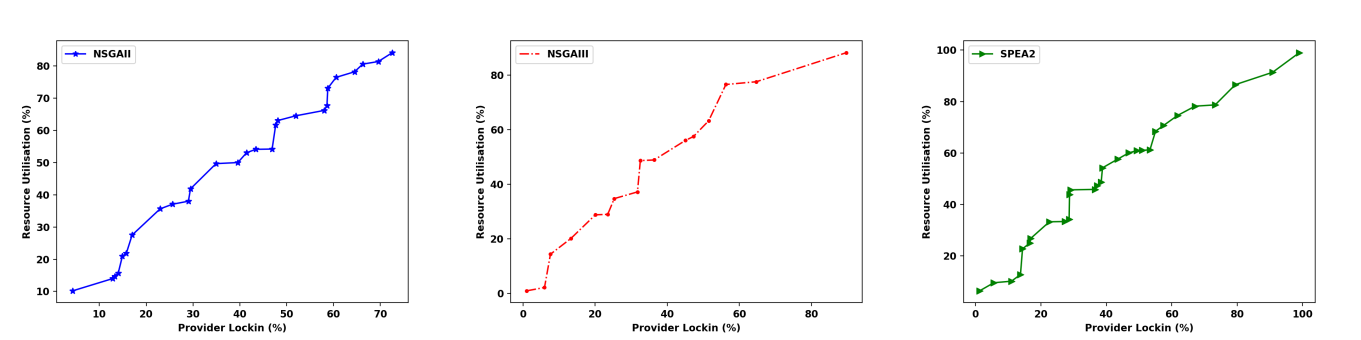 NSGAII
80
70
60
50
40
30
20
10
Resource Utilisation (%)
10 20 30 40 50 60 70
Provider Lockin (%)
NSGAIII
80
60
40
20
0
Resource Utilisation (%)
0 20 40 60 80
Provider Lockin (%)
SPEA2
100
80
60
40
20
Resource Utilisation (%)
0 20 40 60 80 100
Provider Lockin (%)